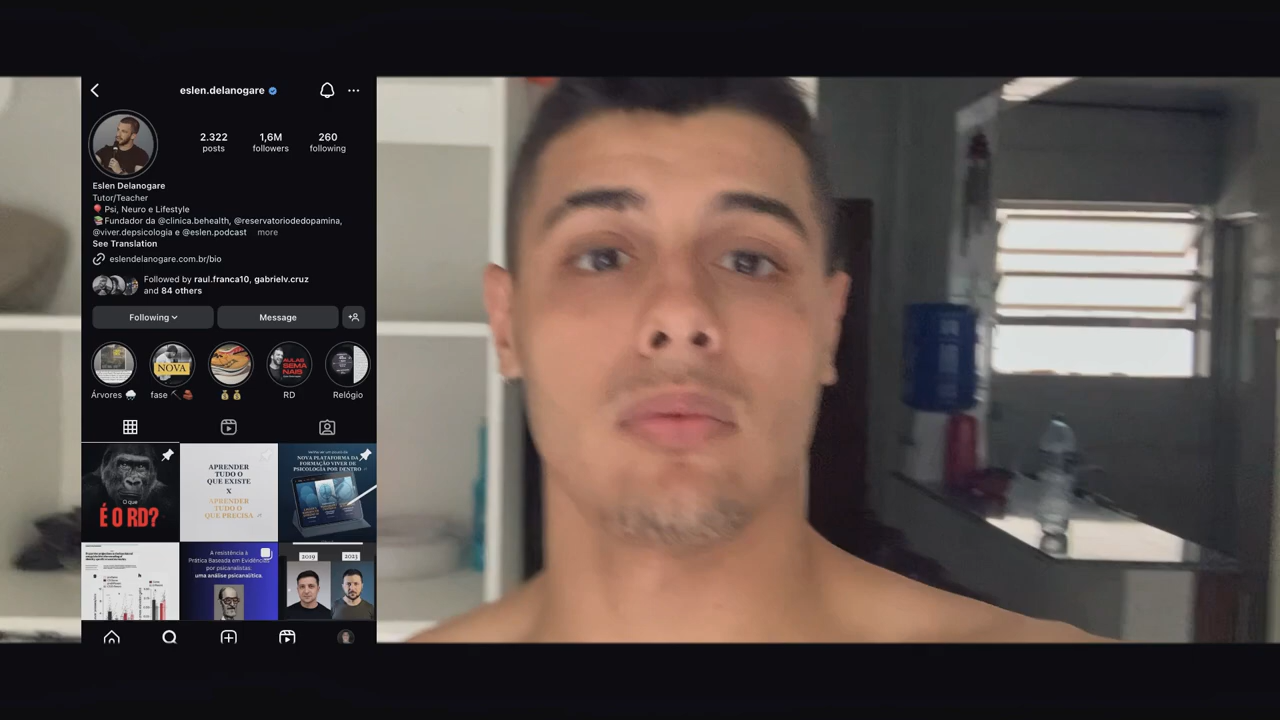 eslen.delanogare
2.322
1,6M
260
posts
followers
following
Eslen Delanogare
Tutor/Teacher
Psi, Neuro e Lifestyle
Fundador da @clinica.behealth, @reservatoriodedopamina,
@viver.depsicologia e @eslen.podcast more
See Translation
eslendelanogare.com.br/bio
Followed by raul.franca10, gabrielv.cruz
and 84 others
Following
Message
NOVA
AULAS
SEMA
NAIS
Árvores
fase
RD
Relógio
O que
É O RD?
APRENDER
TUDO O
QUE EXISTE
X
APRENDER
TUDO O
QUE PRECISA
NOVA PLATAFORMA DA
FORMAÇÃO VIVER DE
PSICOLOGIA POR DENTRO
A resistência à
Prática Baseada em Evidências
por psicanalistas:
uma análise psicanalítica.
2019
2023